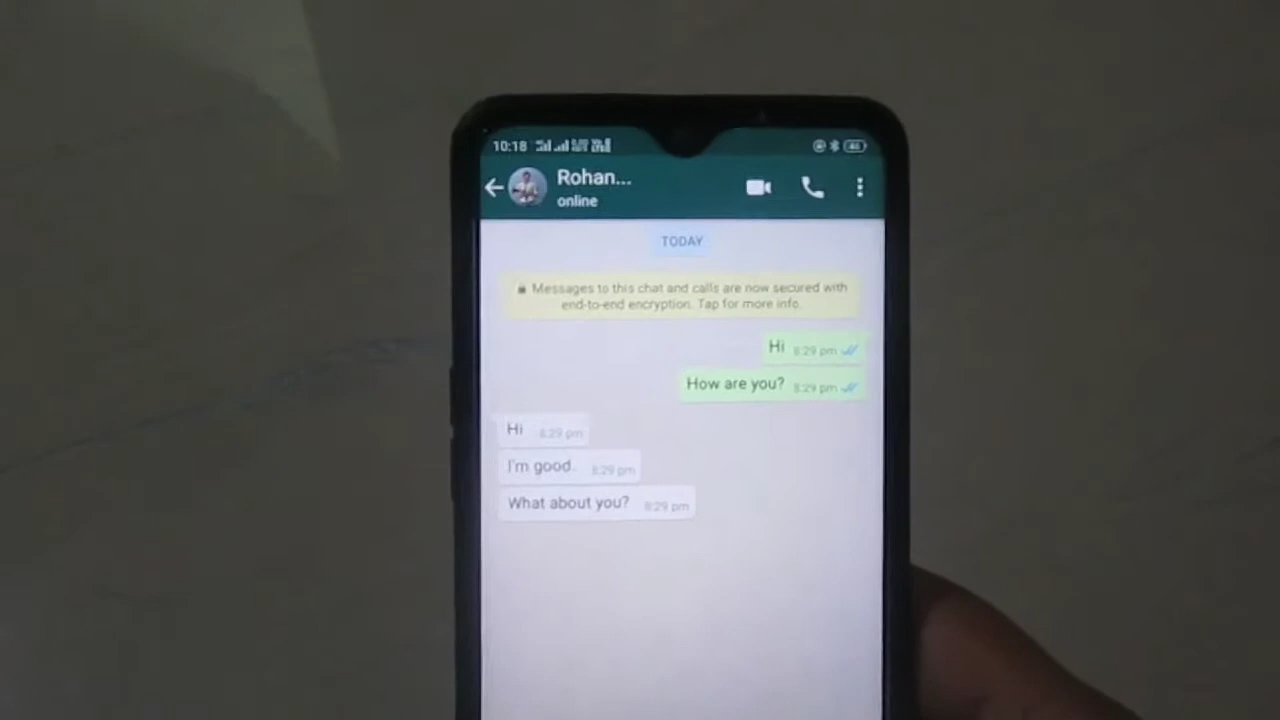 10:18
Rohan...
online
TODAY
Messages to this chat and calls are now secured with
end-to-end encryption. Tap for more info.
Hi 8:29 pm
How are you? 8:29 pm
Hi 8:29 pm
I'm good. 8:29 pm
What about you? 8:29 pm